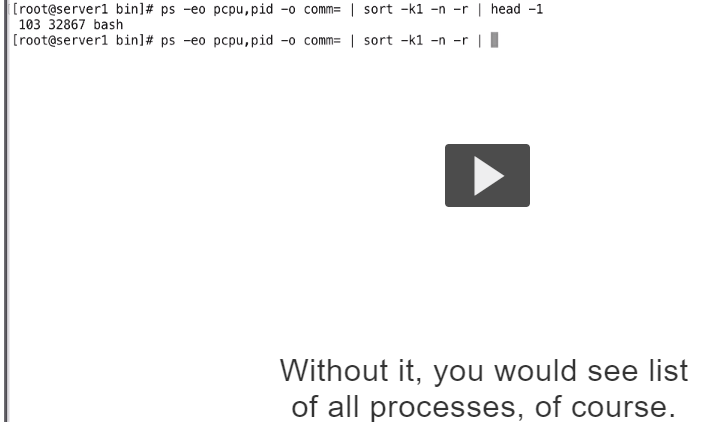 [root@server1 bin]# ps -eo pcpu,pid -o comm= | sort -k1 -n -r | head -1
103 32867 bash
[root@server1 bin]# ps -eo pcpu,pid -o comm= | sort -k1 -n -r |
Without it, you would see list
of all processes, of course.